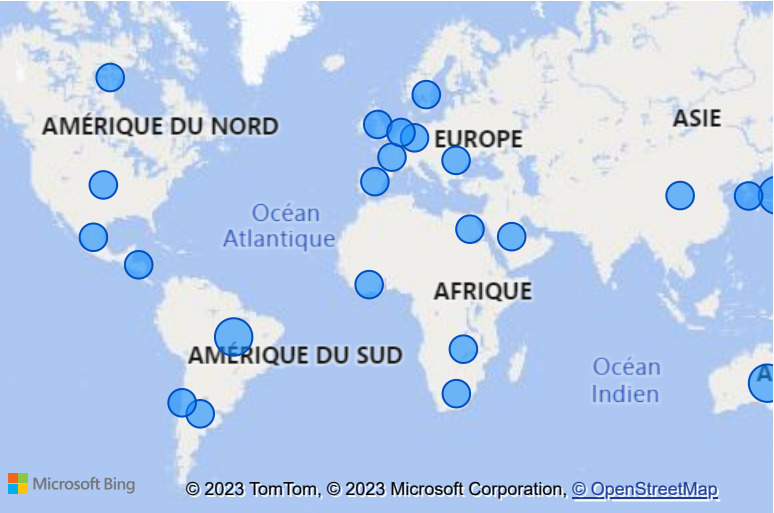 ASIE
AMÉRIQUE DU NORD
EUROPE
Océan
Atlantique
AFRIQUE
AMÉRIQUE DU SUD
Océan
Indien
A
Microsoft Bing
© 2023 TomTom, © 2023 Microsoft Corporation, © OpenStreetMap